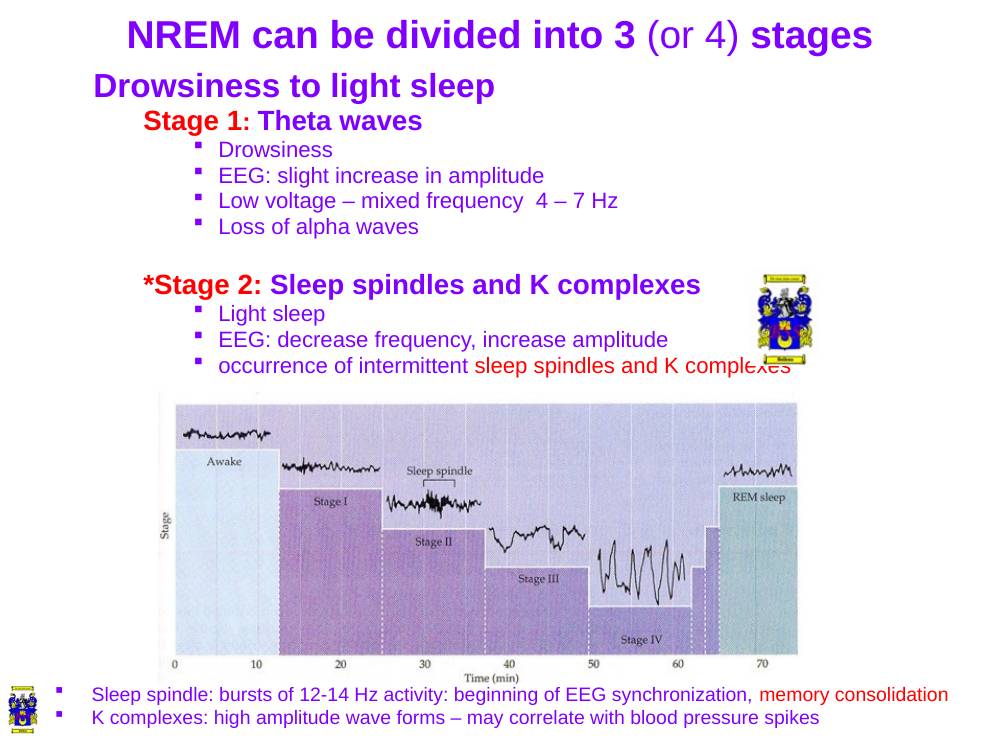 NREM can be divided into 3 (or 4) stages
Drowsiness to light sleep
Stage 1: Theta waves
▪ Drowsiness
▪ EEG: slight increase in amplitude
▪ Low voltage – mixed frequency 4 – 7 Hz
▪ Loss of alpha waves
*Stage 2: Sleep spindles and K complexes
▪ Light sleep
▪ EEG: decrease frequency, increase amplitude
▪ occurrence of intermittent sleep spindles and K complexes
Awake
Stage I
Sleep spindle
Stage II
Stage III
Stage IV
REM sleep
Stage
0 10 20 30 40 50 60 70
Time (min)
▪ Sleep spindle: bursts of 12-14 Hz activity: beginning of EEG synchronization, memory consolidation
▪ K complexes: high amplitude wave forms – may correlate with blood pressure spikes